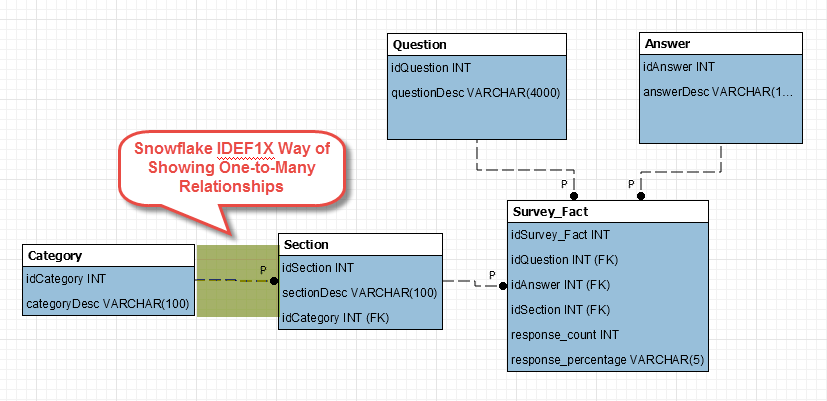 Question
idQuestion INT
questionDesc VARCHAR(4000)
Answer
idAnswer INT
answerDesc VARCHAR(1...
Snowflake IDEF1X Way of
Showing One-to-Many
Relationships
P
P
Category
idCategory INT
categoryDesc VARCHAR(100)
P
Section
idSection INT
sectionDesc VARCHAR(100)
idCategory INT (FK)
P
Survey_Fact
idSurvey_Fact INT
idQuestion INT (FK)
idAnswer INT (FK)
idSection INT (FK)
response_count INT
response_percentage VARCHAR(5)